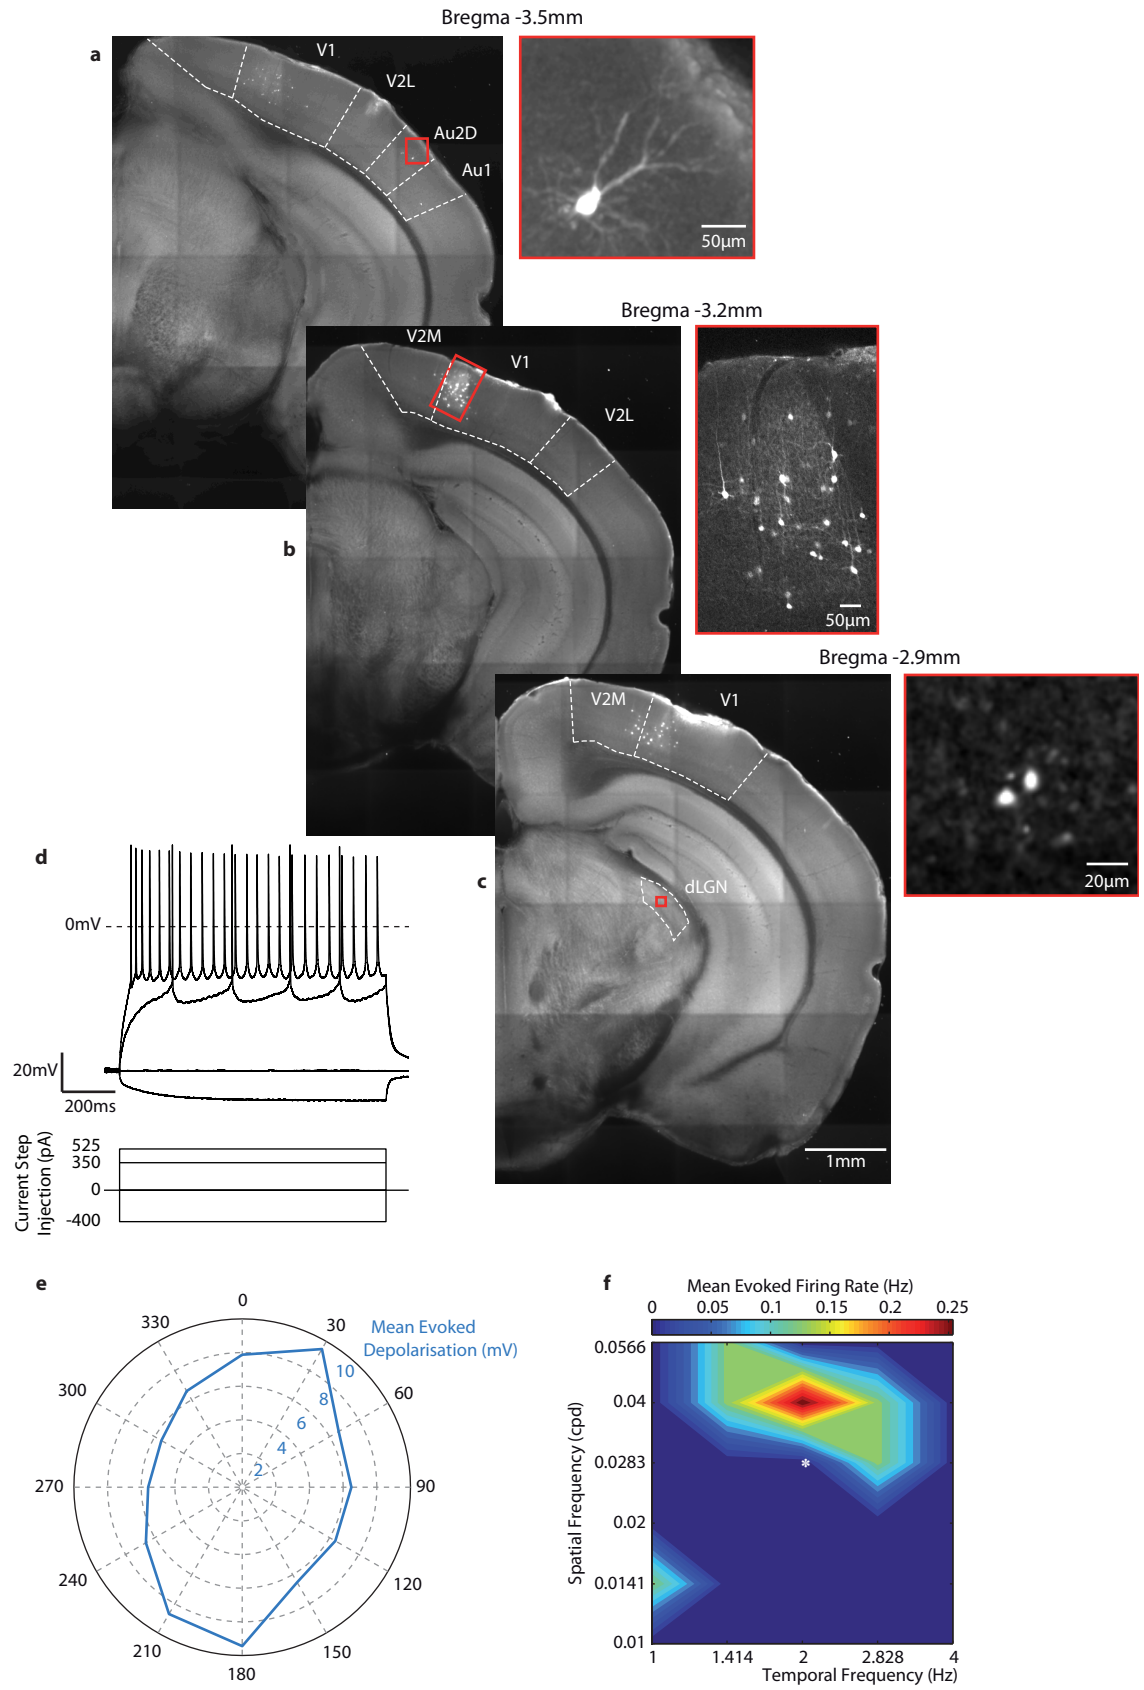 Bregma -3.5mm
a
V1
V2L
Au2D
Au1
50µm
Bregma -3.2mm
V2M
V1
V2L
b
50µm
Bregma -2.9mm
V2M
V1
dLGN
c
20µm
1mm
d
0mV
20mV
200ms
Current Step
Injection (pA)
525
350
0
-400
e
0
30
60
90
120
150
180
210
240
270
300
330
Mean Evoked
Depolarisation (mV)
10
8
6
4
2
f
Mean Evoked Firing Rate (Hz)
0 0.05 0.1 0.15 0.2 0.25
Spatial Frequency (cpd)
0.0566
0.04
0.0283
0.02
0.0141
0.01
*
1 1.414 2 2.828 4
Temporal Frequency (Hz)